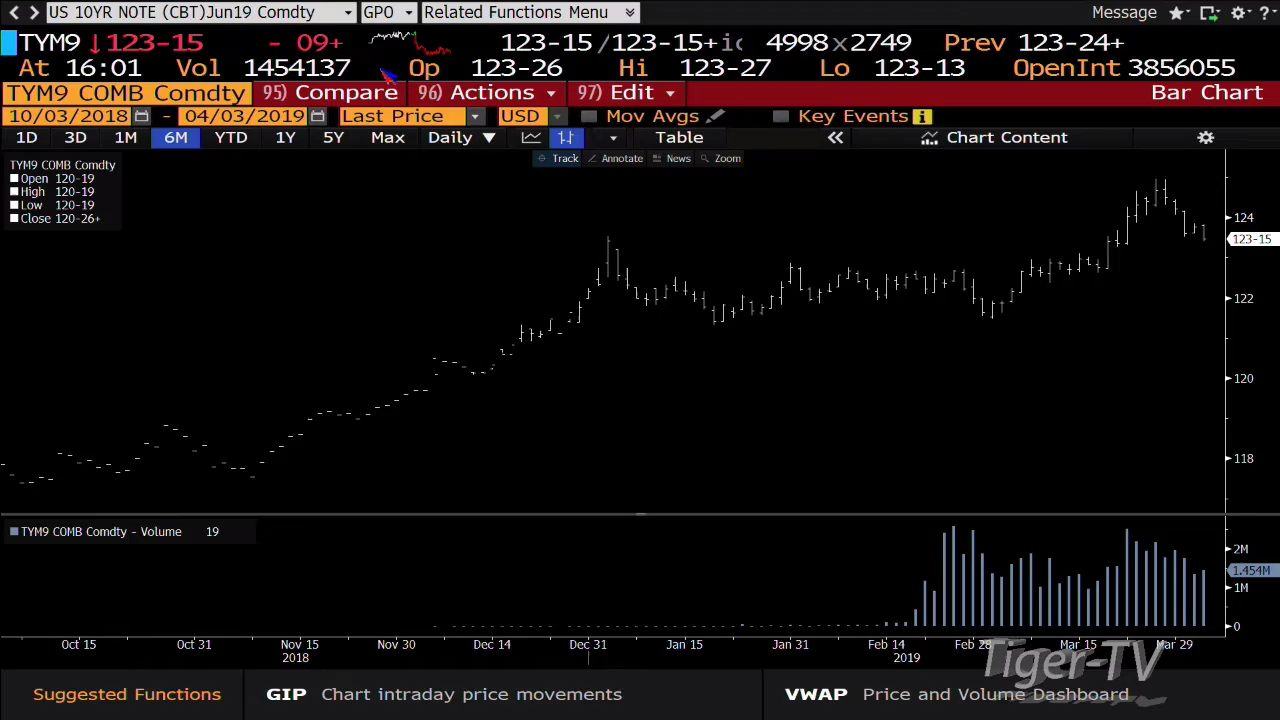 US 10YR NOTE (CBT)Jun19 Comdty GPO Related Functions Menu Message ?
TYM9 ↓123-15 - 09+ 123-15 /123-15+ic 4998x2749 Prev 123-24+
At 16:01 Vol 1454137 Op 123-26 Hi 123-27 Lo 123-13 OpenInt 3856055
TYM9 COMB Comdty 95) Compare 96) Actions 97) Edit Bar Chart
10/03/2018 - 04/03/2019 Last Price USD Mov Avgs Key Events i
1D 3D 1M 6M YTD 1Y 5Y Max Daily Table « Chart Content
Track Annotate News Zoom
TYM9 COMB Comdty
Open 120-19
High 120-19
Low 120-19
Close 120-26+
124
123-15
122
120
118
TYM9 COMB Comdty - Volume 19
2M
1.454M
1M
0
Oct 15 Oct 31 Nov 15 Nov 30 Dec 14 Dec 31 Jan 15 Jan 31 Feb 14 Feb 28 Mar 15 Mar 29
2018 2019
Tiger-TV
Suggested Functions GIP Chart intraday price movements VWAP Price and Volume Dashboard